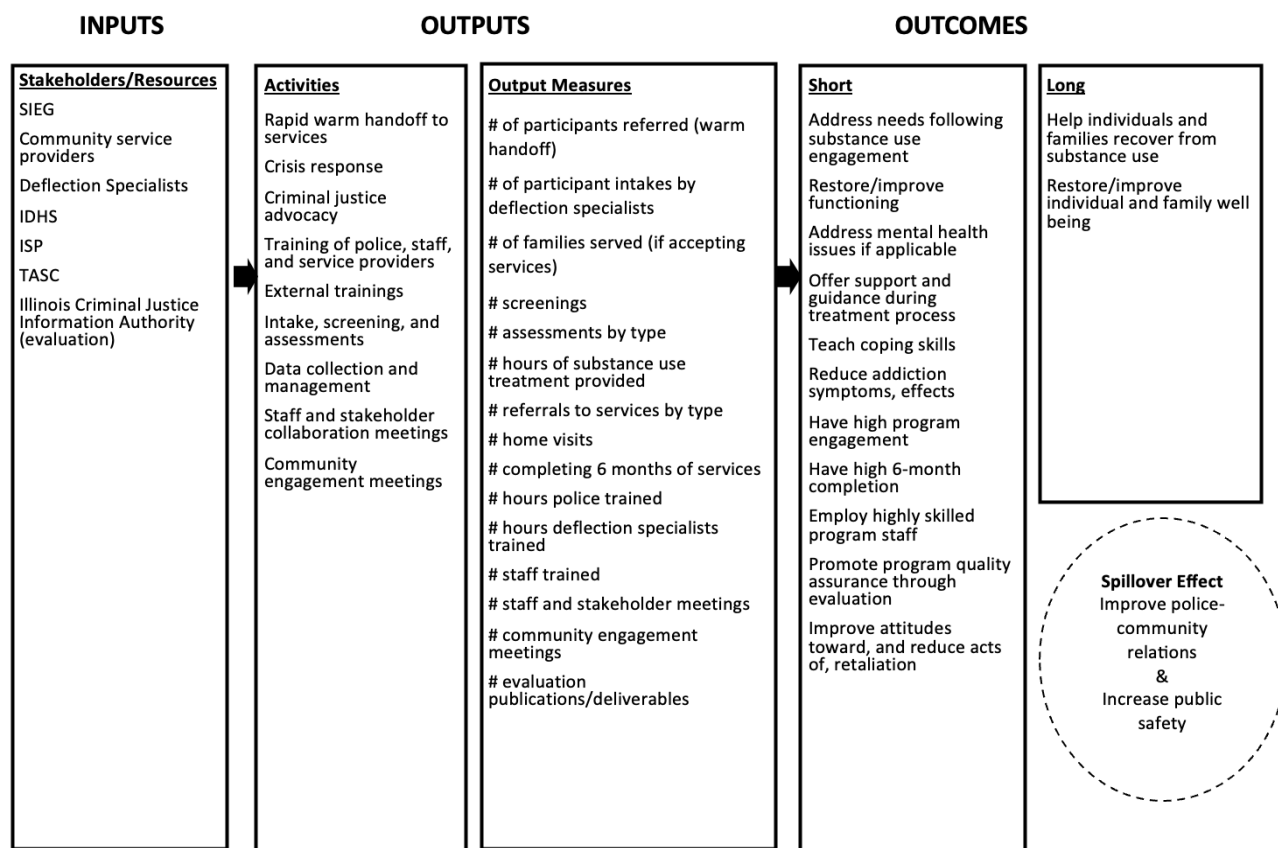 INPUTS
OUTPUTS
OUTCOMES
Stakeholders/Resources
SIEG
Community service
providers
Deflection Specialists
IDHS
ISP
TASC
Illinois Criminal Justice
Information Authority
(evaluation)
Activities
Rapid warm handoff to
services
Crisis response
Criminal justice
advocacy
Training of police, staff,
and service providers
External trainings
Intake, screening, and
assessments
Data collection and
management
Staff and stakeholder
collaboration meetings
Community
engagement meetings
Output Measures
# of participants referred (warm
handoff)
# of participant intakes by
deflection specialists
# of families served (if accepting
services)
# screenings
# assessments by type
# hours of substance use
treatment provided
# referrals to services by type
# home visits
# completing 6 months of services
# hours police trained
# hours deflection specialists
trained
# staff trained
# staff and stakeholder meetings
# community engagement
meetings
# evaluation
publications/deliverables
Short
Address needs following
substance use
engagement
Restore/improve
functioning
Address mental health
issues if applicable
Offer support and
guidance during
treatment process
Teach coping skills
Reduce addiction
symptoms, effects
Have high program
engagement
Have high 6-month
completion
Employ highly skilled
program staff
Promote program quality
assurance through
evaluation
Improve attitudes
toward, and reduce acts
of, retaliation
Long
Help individuals and
families recover from
substance use
Restore/improve
individual and family well
being
Spillover Effect
Improve police-
community
relations
&
Increase public
safety